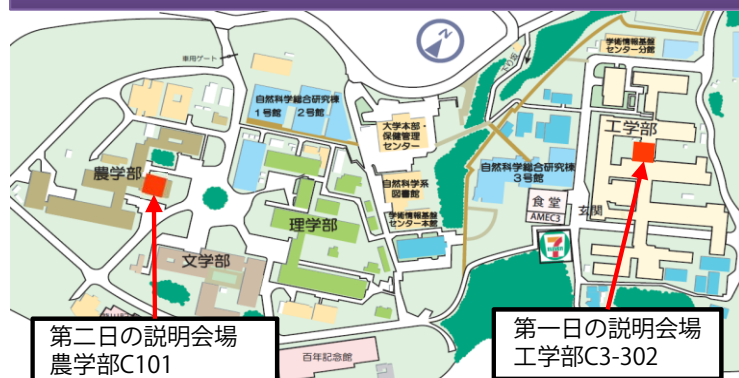 車用ゲート
自然科学総合研究棟
1号館 2号館
N
大学本部・
保健管理
センター
学術情報基盤
センター分館
工学部
農学部
自然科学系
図書館
自然科学総合研究棟
3号館
食堂
AMEC3
玄関
理学部
学術情報基盤
センター本館
文学部
第二日の説明会場
農学部C101
百年記念館
第一日の説明会場
工学部C3-302